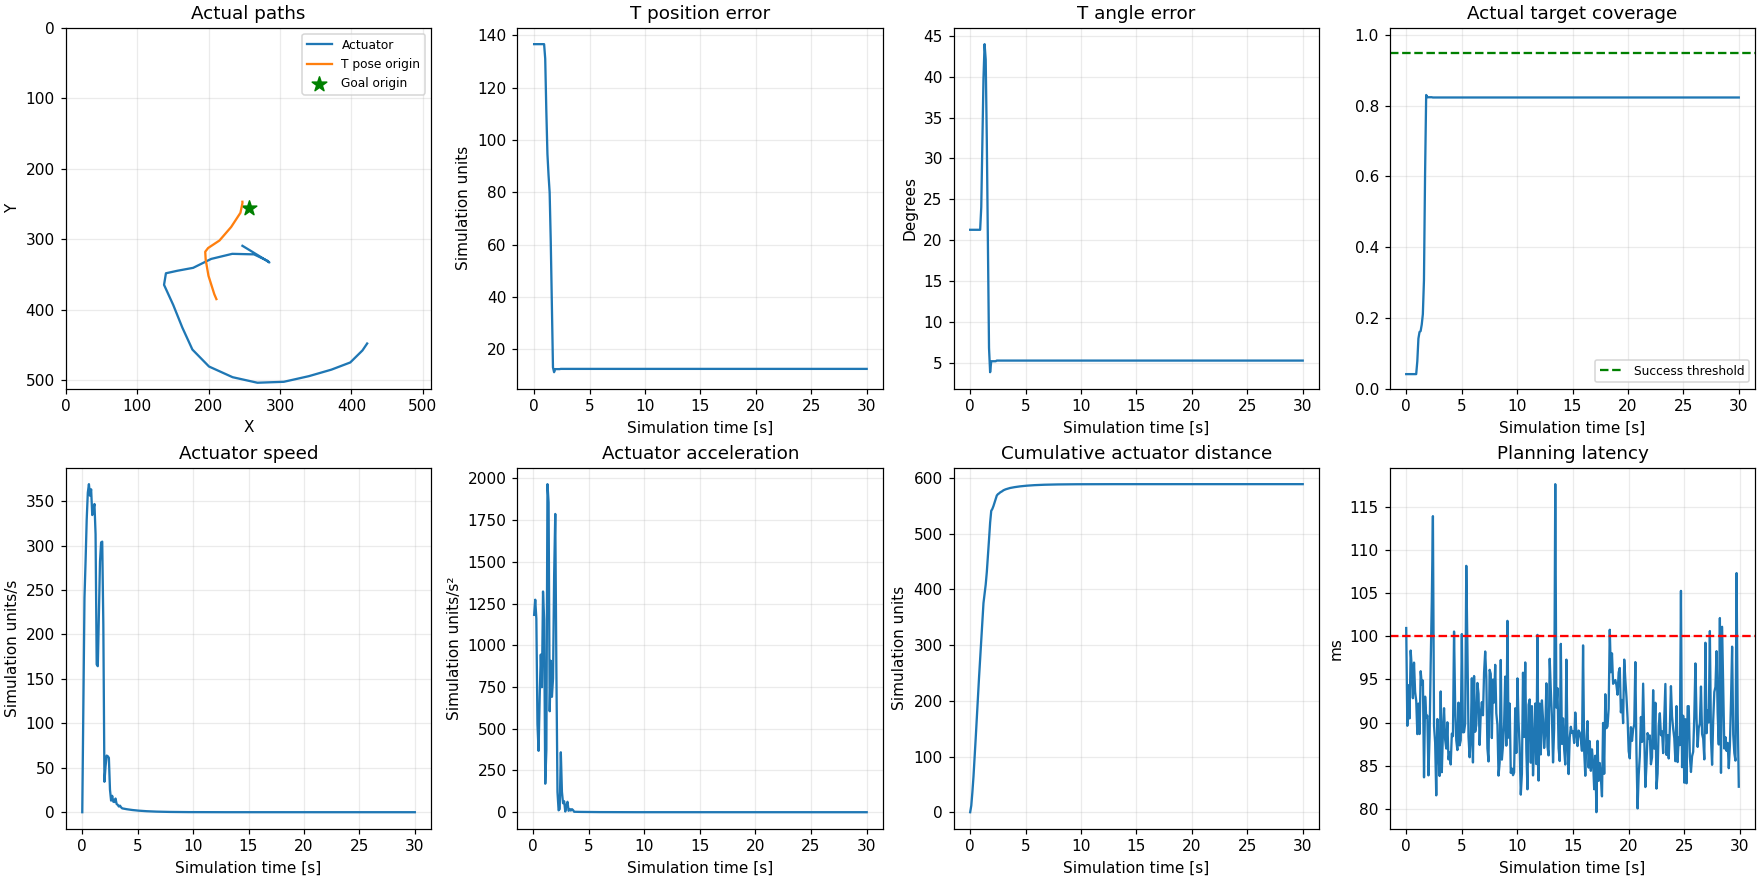 Actual paths
Y
0
100
200
300
400
500
0 100 200 300 400 500
X
Actuator
T pose origin
Goal origin
T position error
Simulation units
140
120
100
80
60
40
20
0 5 10 15 20 25 30
Simulation time [s]
T angle error
Degrees
45
40
35
30
25
20
15
10
5
0 5 10 15 20 25 30
Simulation time [s]
Actual target coverage
1.0
0.8
0.6
0.4
0.2
0.0
0 5 10 15 20 25 30
Simulation time [s]
Success threshold
Actuator speed
Simulation units/s
350
300
250
200
150
100
50
0
0 5 10 15 20 25 30
Simulation time [s]
Actuator acceleration
Simulation units/s²
2000
1750
1500
1250
1000
750
500
250
0
0 5 10 15 20 25 30
Simulation time [s]
Cumulative actuator distance
Simulation units
600
500
400
300
200
100
0
0 5 10 15 20 25 30
Simulation time [s]
Planning latency
ms
115
110
105
100
95
90
85
80
0 5 10 15 20 25 30
Simulation time [s]